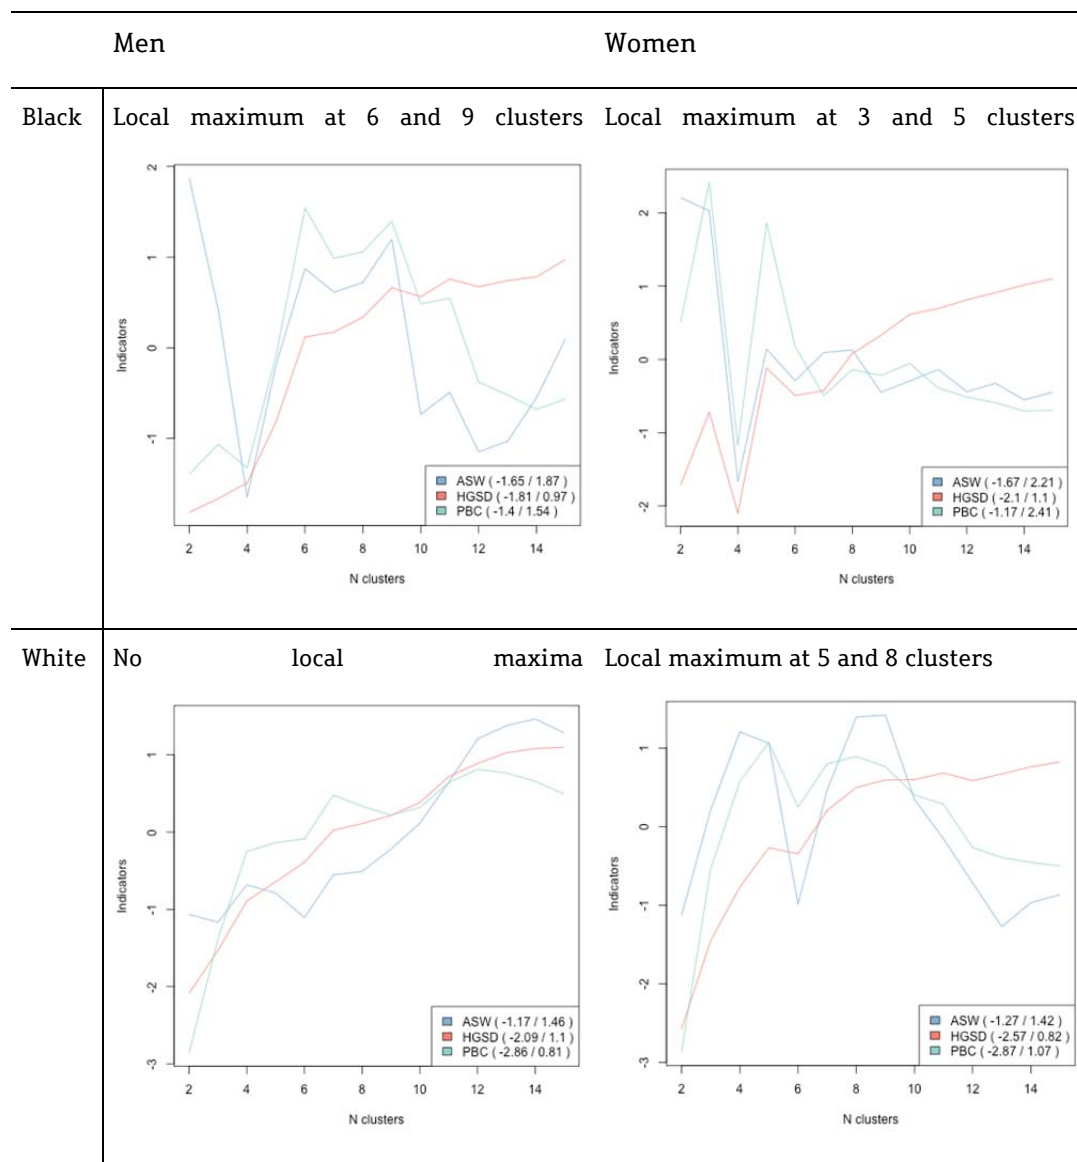 Men Women
Black Local maximum at 6 and 9 clusters Local maximum at 3 and 5 clusters
2
1
0
-1
Indicators
ASW ( -1.65 / 1.87 )
HGSD ( -1.81 / 0.97 )
PBC ( -1.4 / 1.54 )
2 4 6 8 10 12 14
N clusters
2
1
0
-1
-2
Indicators
ASW ( -1.67 / 2.21 )
HGSD ( -2.1 / 1.1 )
PBC ( -1.17 / 2.41 )
2 4 6 8 10 12 14
N clusters
White No local maxima Local maximum at 5 and 8 clusters
1
0
-1
-2
-3
Indicators
ASW ( -1.17 / 1.46 )
HGSD ( -2.09 / 1.1 )
PBC ( -2.86 / 0.81 )
2 4 6 8 10 12 14
N clusters
1
0
-1
-2
-3
Indicators
ASW ( -1.27 / 1.42 )
HGSD ( -2.57 / 0.82 )
PBC ( -2.87 / 1.07 )
2 4 6 8 10 12 14
N clusters